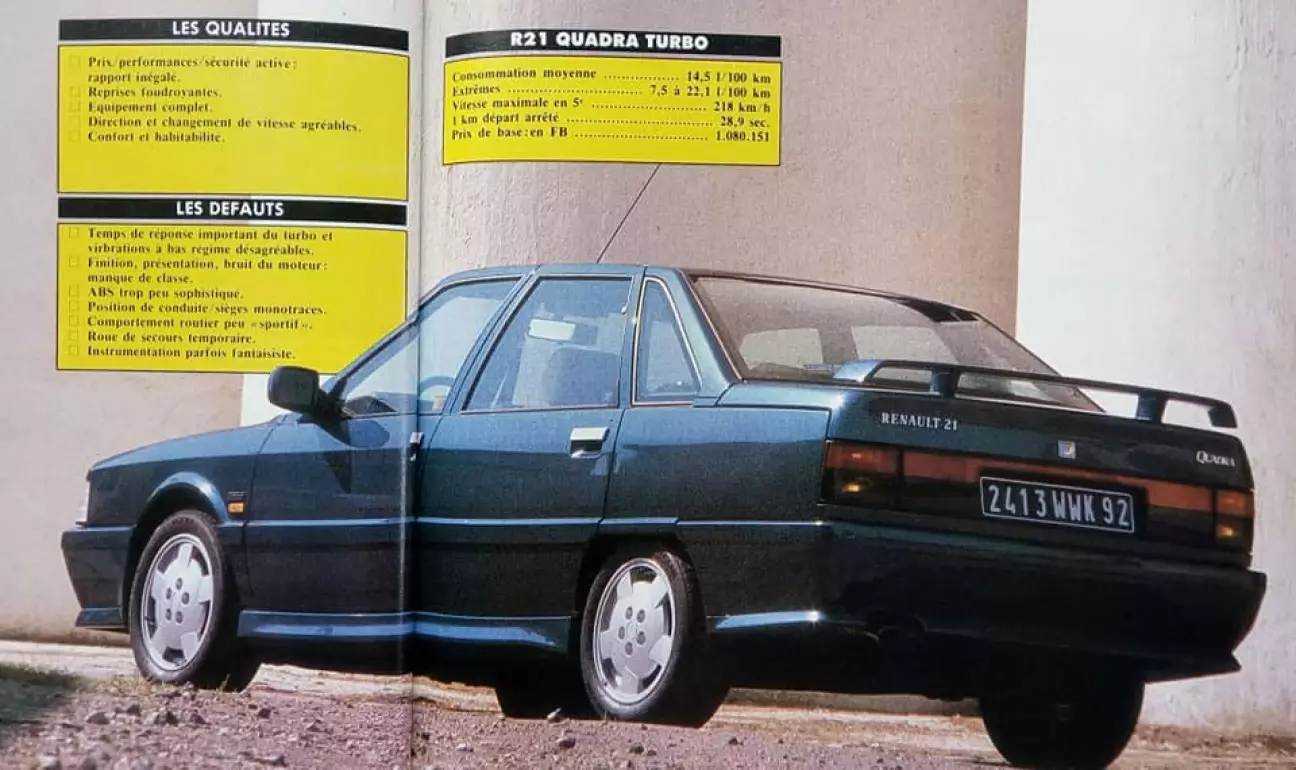 LES QUALITES
Prix/performances/sécurité active:
rapport inégalé.
Reprises foudroyantes.
Equipement complet.
Direction et changement de vitesse agréables.
Confort et habitabilité.
LES DEFAUTS
Temps de réponse important du turbo et
virbrations à bas régime désagréables.
Finition, présentation, bruit du moteur:
manque de classe.
ABS trop peu sophistiqué.
Position de conduite/sièges monotraces.
Comportement routier peu «sportif».
Roue de secours temporaire.
Instrumentation parfois fantaisiste.
R21 QUADRA TURBO
Consommation moyenne ................ 14,5 l/100 km
Extrêmes ............................ 7,5 à 22,1 l/100 km
Vitesse maximale en 5e ........................ 218 km/h
1 km départ arrêté ............................... 28,9 sec.
Prix de base: en FB ............................ 1.080.151
RENAULT 21
QUADRA
2413 WWK 92